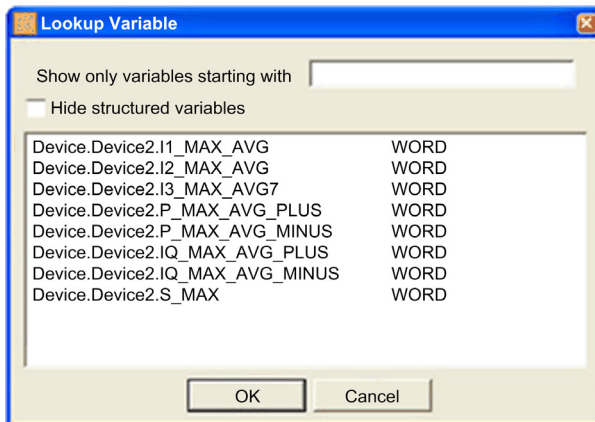 Lookup Variable
Show only variables starting with
Hide structured variables
Device.Device2.I1_MAX_AVG WORD
Device.Device2.I2_MAX_AVG WORD
Device.Device2.I3_MAX_AVG7 WORD
Device.Device2.P_MAX_AVG_PLUS WORD
Device.Device2.P_MAX_AVG_MINUS WORD
Device.Device2.IQ_MAX_AVG_PLUS WORD
Device.Device2.IQ_MAX_AVG_MINUS WORD
Device.Device2.S_MAX WORD
OK Cancel